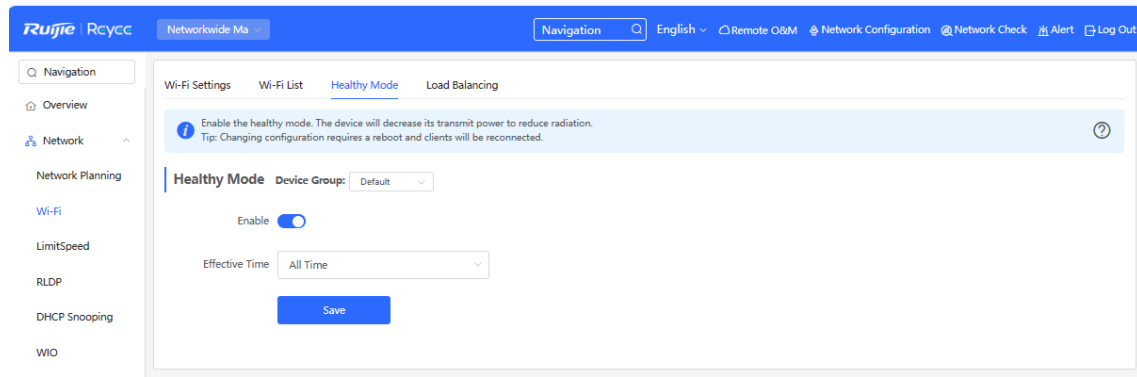 Ruijie | Rcycc
Networkwide Ma
Navigation
English
Remote O&M
Network Configuration
Network Check
Alert
Log Out
Navigation
Overview
Network
Network Planning
Wi-Fi
LimitSpeed
RLDP
DHCP Snooping
WIO
Wi-Fi Settings
Wi-Fi List
Healthy Mode
Load Balancing
Enable the healthy mode. The device will decrease its transmit power to reduce radiation.
Tip: Changing configuration requires a reboot and clients will be reconnected.
Healthy Mode Device Group: Default
Enable
Effective Time All Time
Save